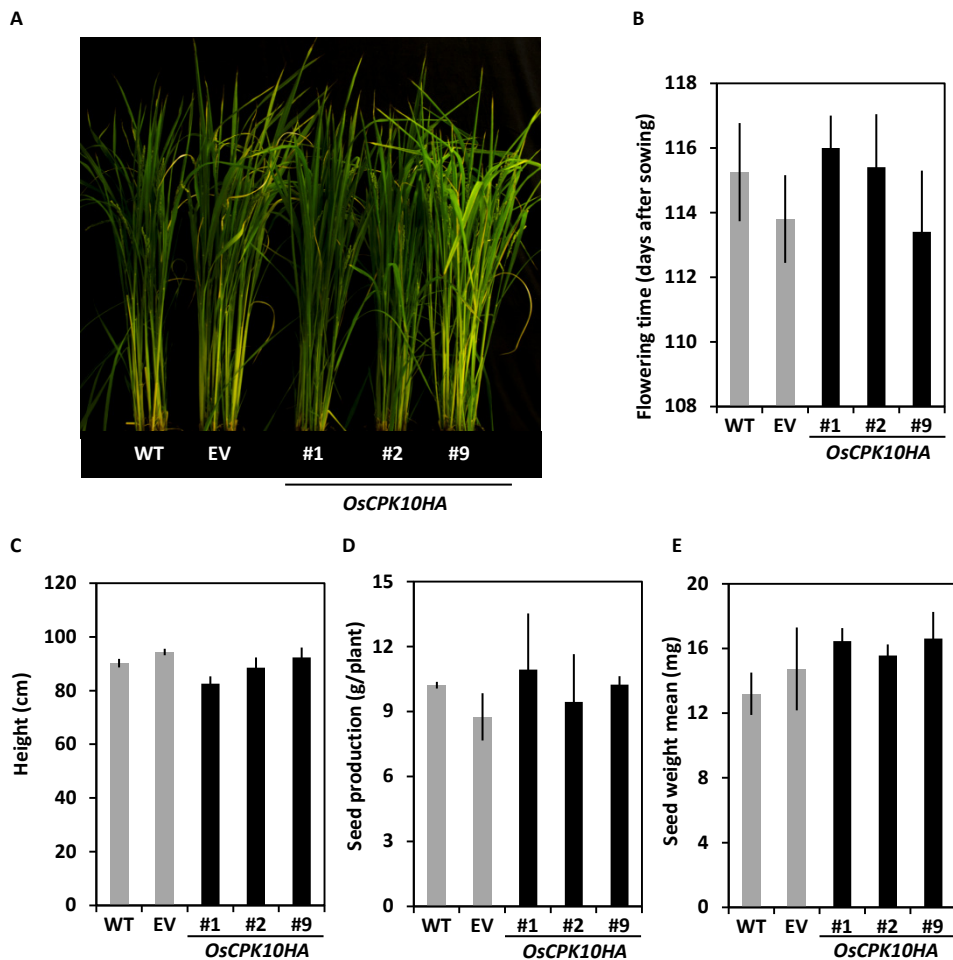 A
WT EV #1 #2 #9
OsCPK10HA
B
Flowering time (days after sowing)
118
116
114
112
110
108
WT EV #1 #2 #9
OsCPK10HA
C
Height (cm)
120
100
80
60
40
20
0
WT EV #1 #2 #9
OsCPK10HA
D
Seed production (g/plant)
15
12
9
6
3
0
WT EV #1 #2 #9
OsCPK10HA
E
Seed weight mean (mg)
20
16
12
8
4
0
WT EV #1 #2 #9
OsCPK10HA